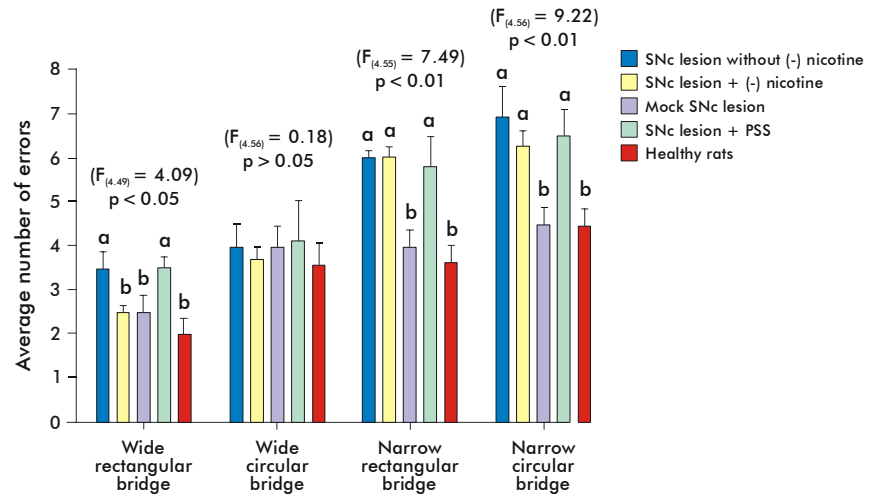 (F(4.56) = 9.22)
p < 0.01
(F(4.55) = 7.49)
p < 0.01
(F(4.56) = 0.18)
p > 0.05
(F(4.49) = 4.09)
p < 0.05
SNc lesion without (-) nicotine
SNc lesion + (-) nicotine
Mock SNc lesion
SNc lesion + PSS
Healthy rats
Average number of errors
8
7
6
5
4
3
2
1
0
a
b
b
a
b
a
a
b
a
b
a
a
b
a
b
Wide
rectangular
bridge
Wide
circular
bridge
Narrow
rectangular
bridge
Narrow
circular
bridge